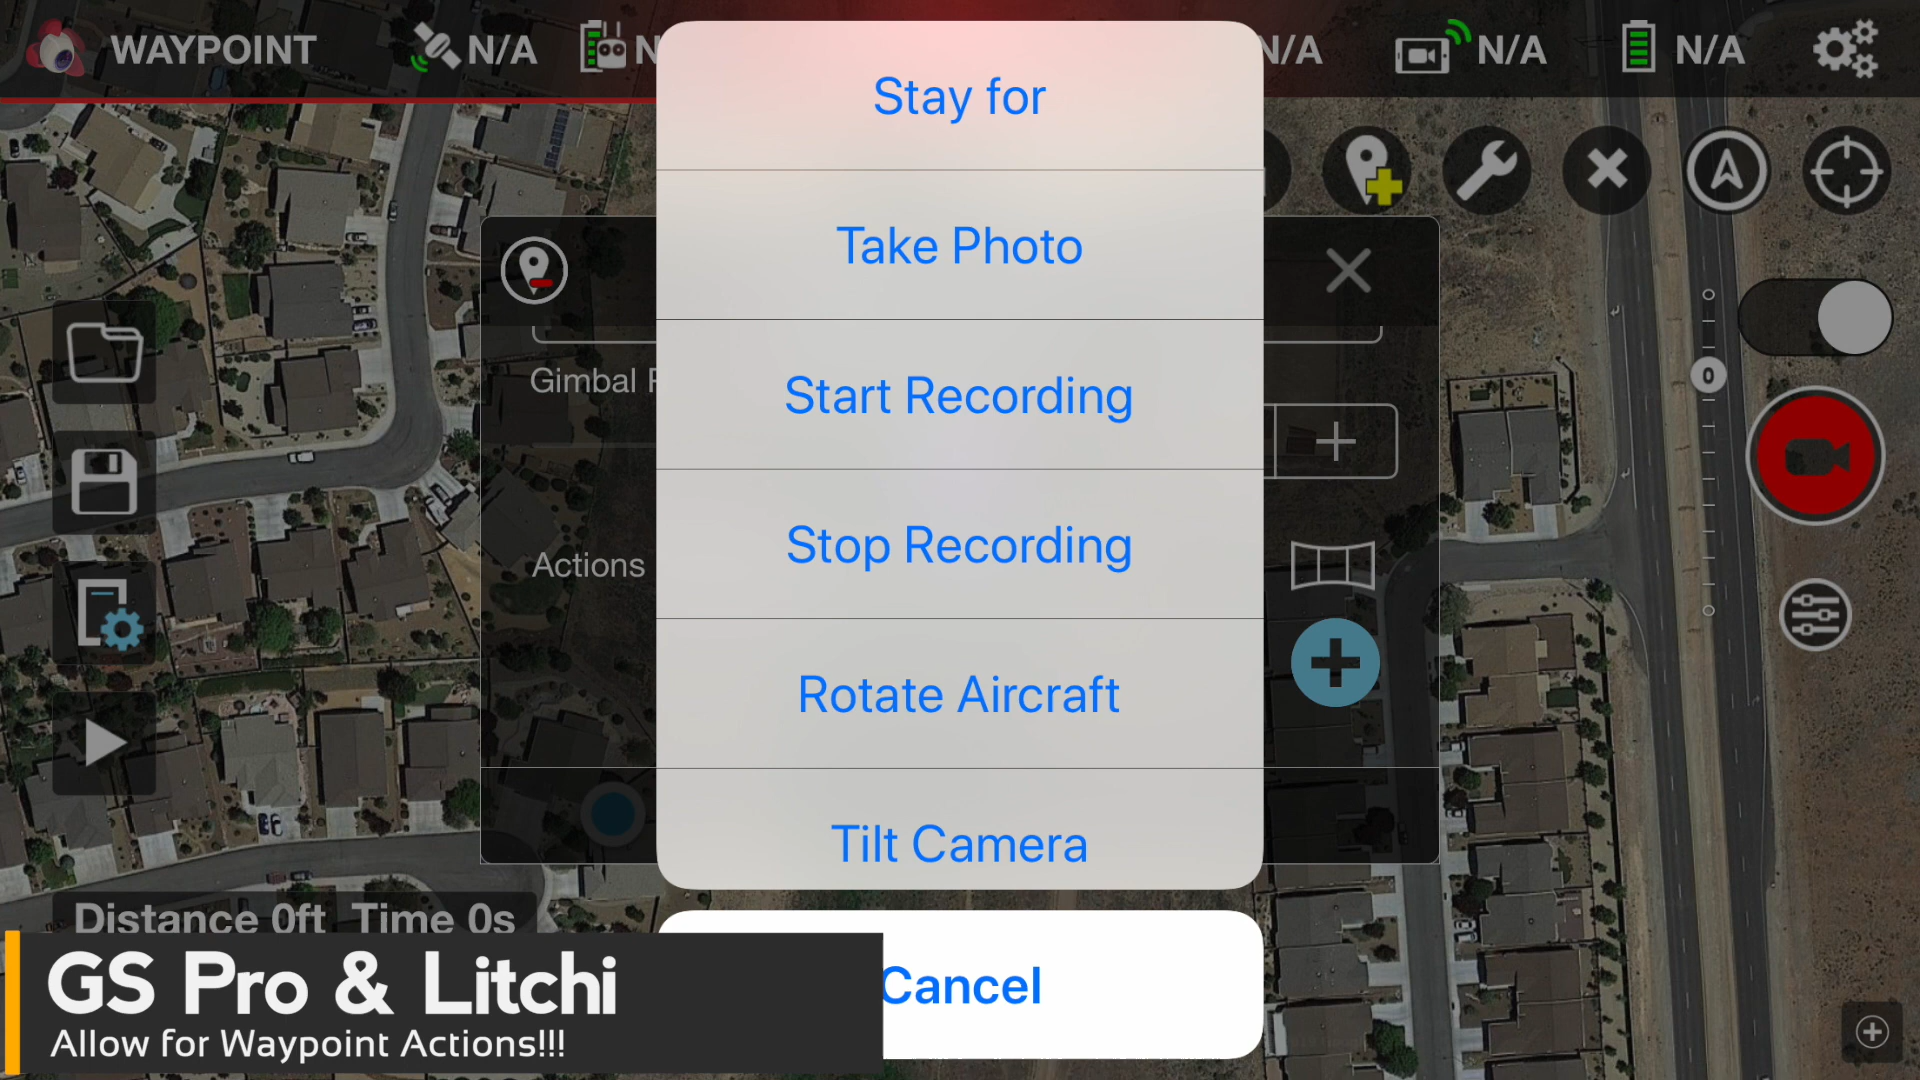 WAYPOINT
N/A
N
N/A
N/A
N/A
Stay for
Take Photo
Start Recording
Stop Recording
Rotate Aircraft
Tilt Camera
Gimbal
0
Actions
Distance 0ft Time 0s
Cancel
GS Pro & Litchi
Allow for Waypoint Actions!!!